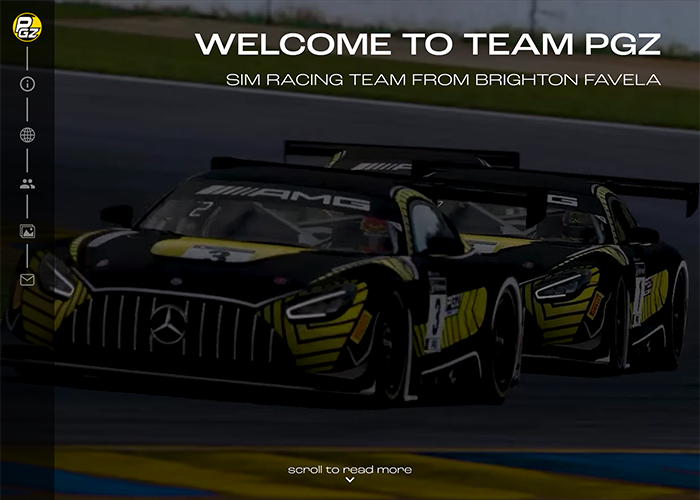 PGZ
WELCOME TO TEAM PGZ
SIM RACING TEAM FROM BRIGHTON FAVELA
AMG
AMG
2
3
PGZ
scroll to read more